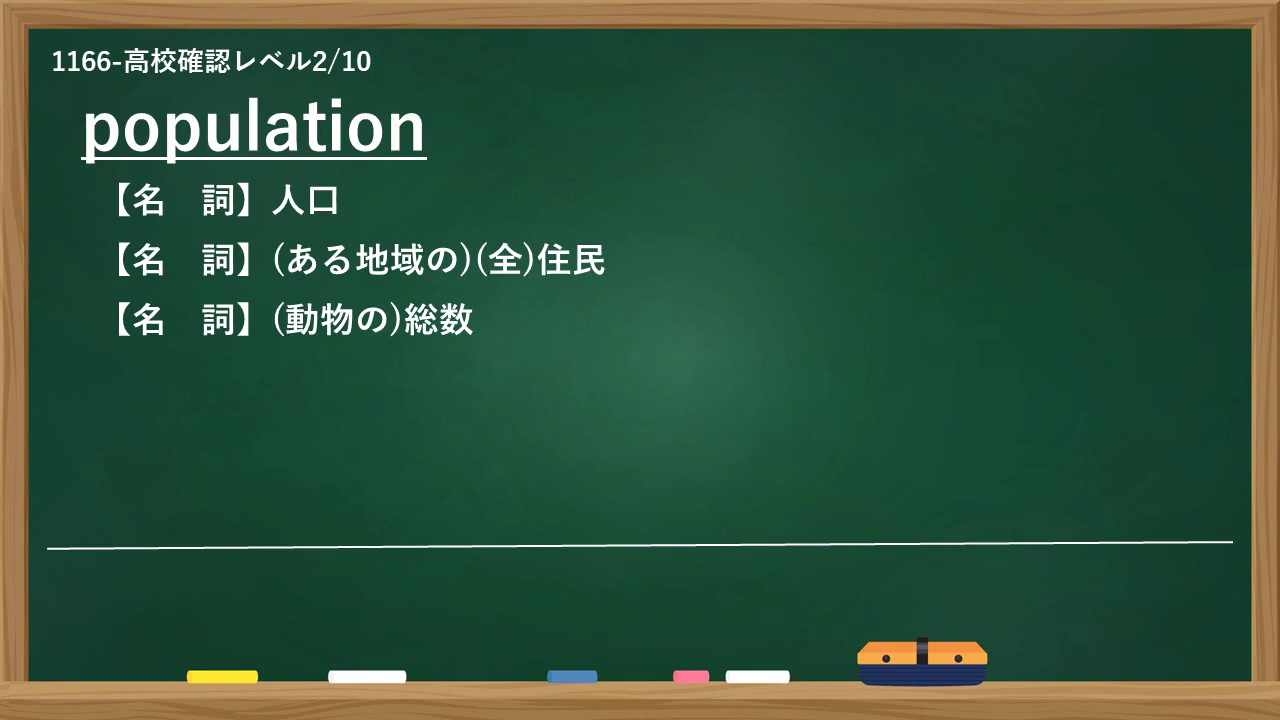 1166-高校確認レベル2/10
population
【名　詞】人口
【名　詞】(ある地域の)(全)住民
【名　詞】(動物の)総数